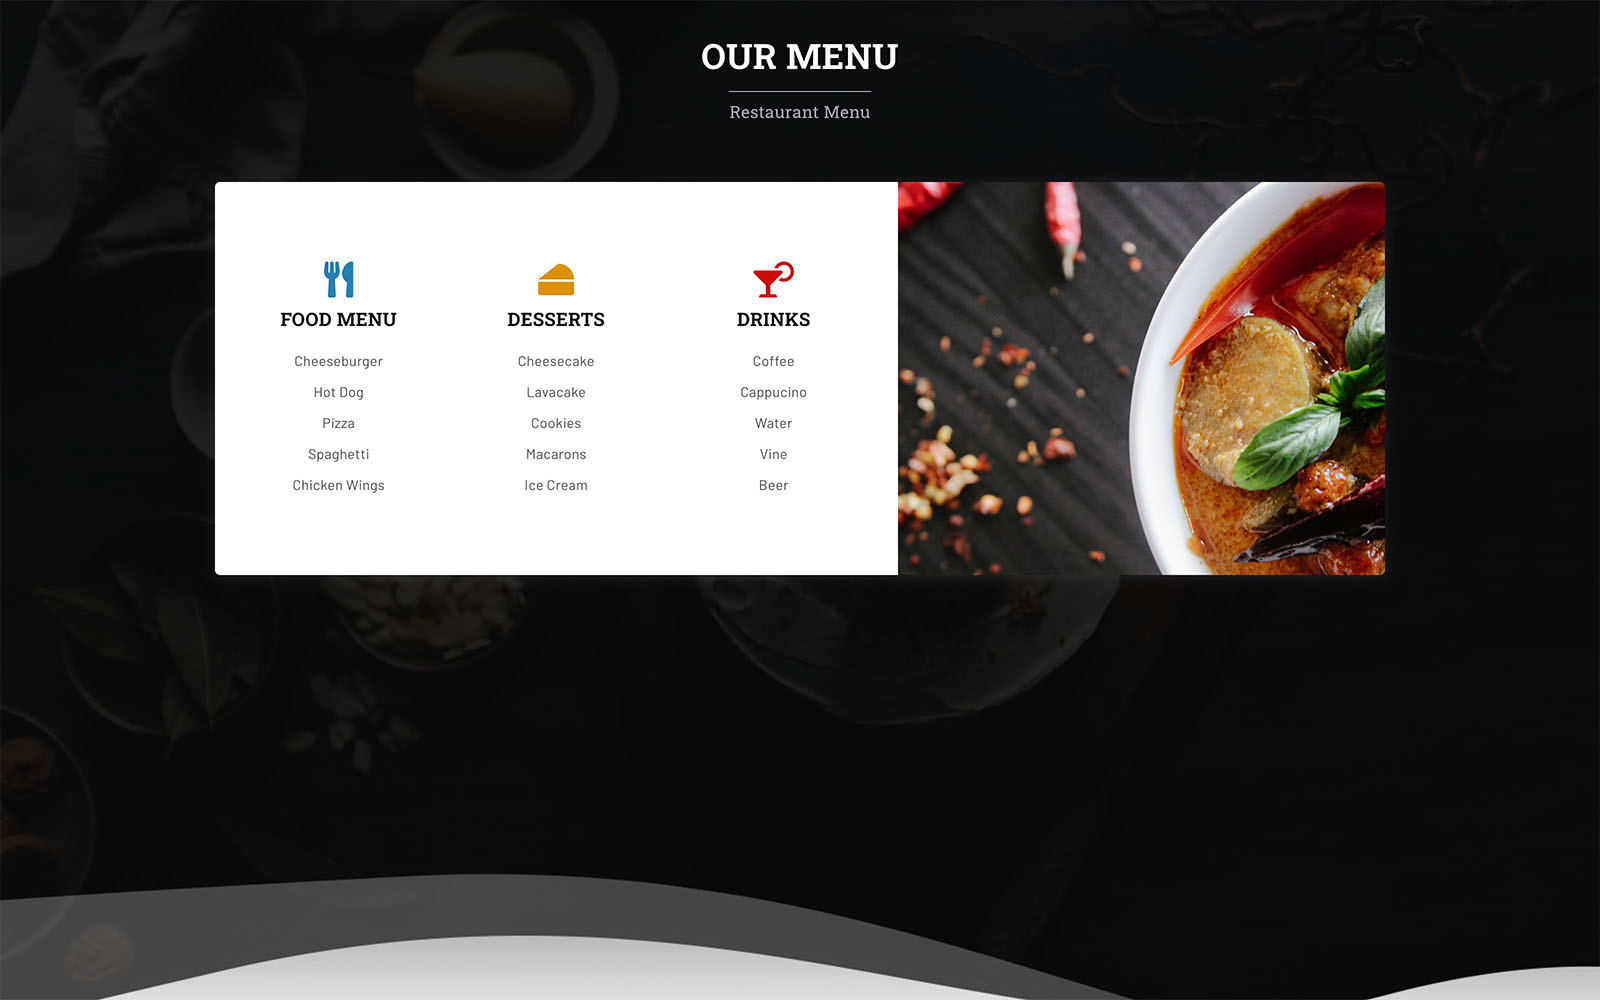 OUR MENU
Restaurant Menu
FOOD MENU
Cheeseburger
Hot Dog
Pizza
Spaghetti
Chicken Wings
DESSERTS
Cheesecake
Lavacake
Cookies
Macarons
Ice Cream
DRINKS
Coffee
Cappucino
Water
Vine
Beer